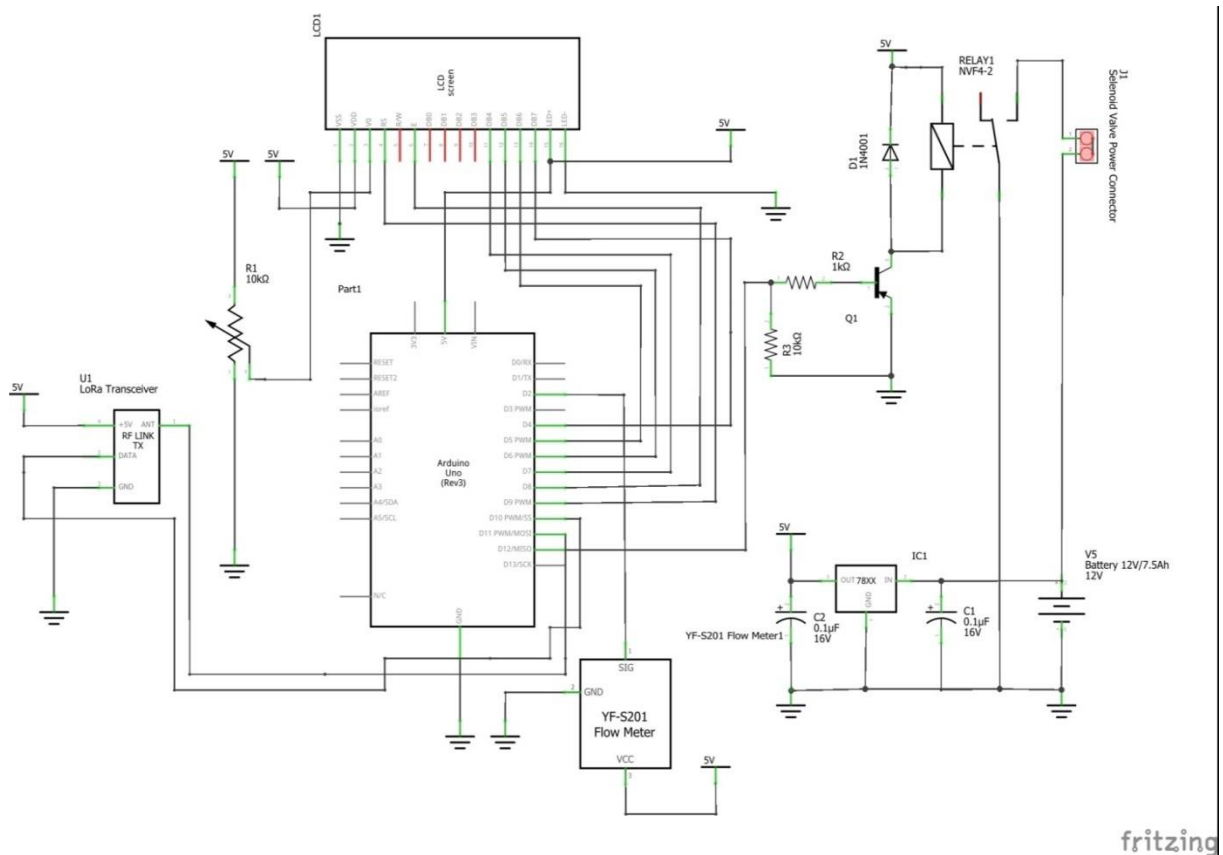 LCD1
LCD
screen
VSS
VDD
V0
RS
R/W
E
DB0
DB1
DB2
DB3
DB4
DB5
DB6
DB7
LED+
LED-
5V
5V
5V
5V
RELAY1
NVF4-2
J1
Selenoid Valve Power Connector
1
2
D1
1N4001
R1
10kΩ
R2
1kΩ
Part1
Q1
R3
10kΩ
3V3
5V
VIN
RESET
RESET2
AREF
ioref
A0
A1
A2
A3
A4/SDA
A5/SCL
N/C
D0/RX
D1/TX
D2
D3 PWM
D4
D5 PWM
D6 PWM
D7
D8
D9 PWM
D10 PWM/SS
D11 PWM/MOSI
D12/MISO
D13/SCK
Arduino
Uno
(Rev3)
GND
5V
U1
LoRa Transceiver
+5V
ANT
RF LINK
TX
DATA
GND
5V
IC1
OUT
78XX
IN
GND
C2
0.1µF
16V
C1
0.1µF
16V
V5
Battery 12V/7.5Ah
12V
YF-S201 Flow Meter1
1
SIG
2
GND
YF-S201
Flow Meter
VCC
3
5V
fritzing